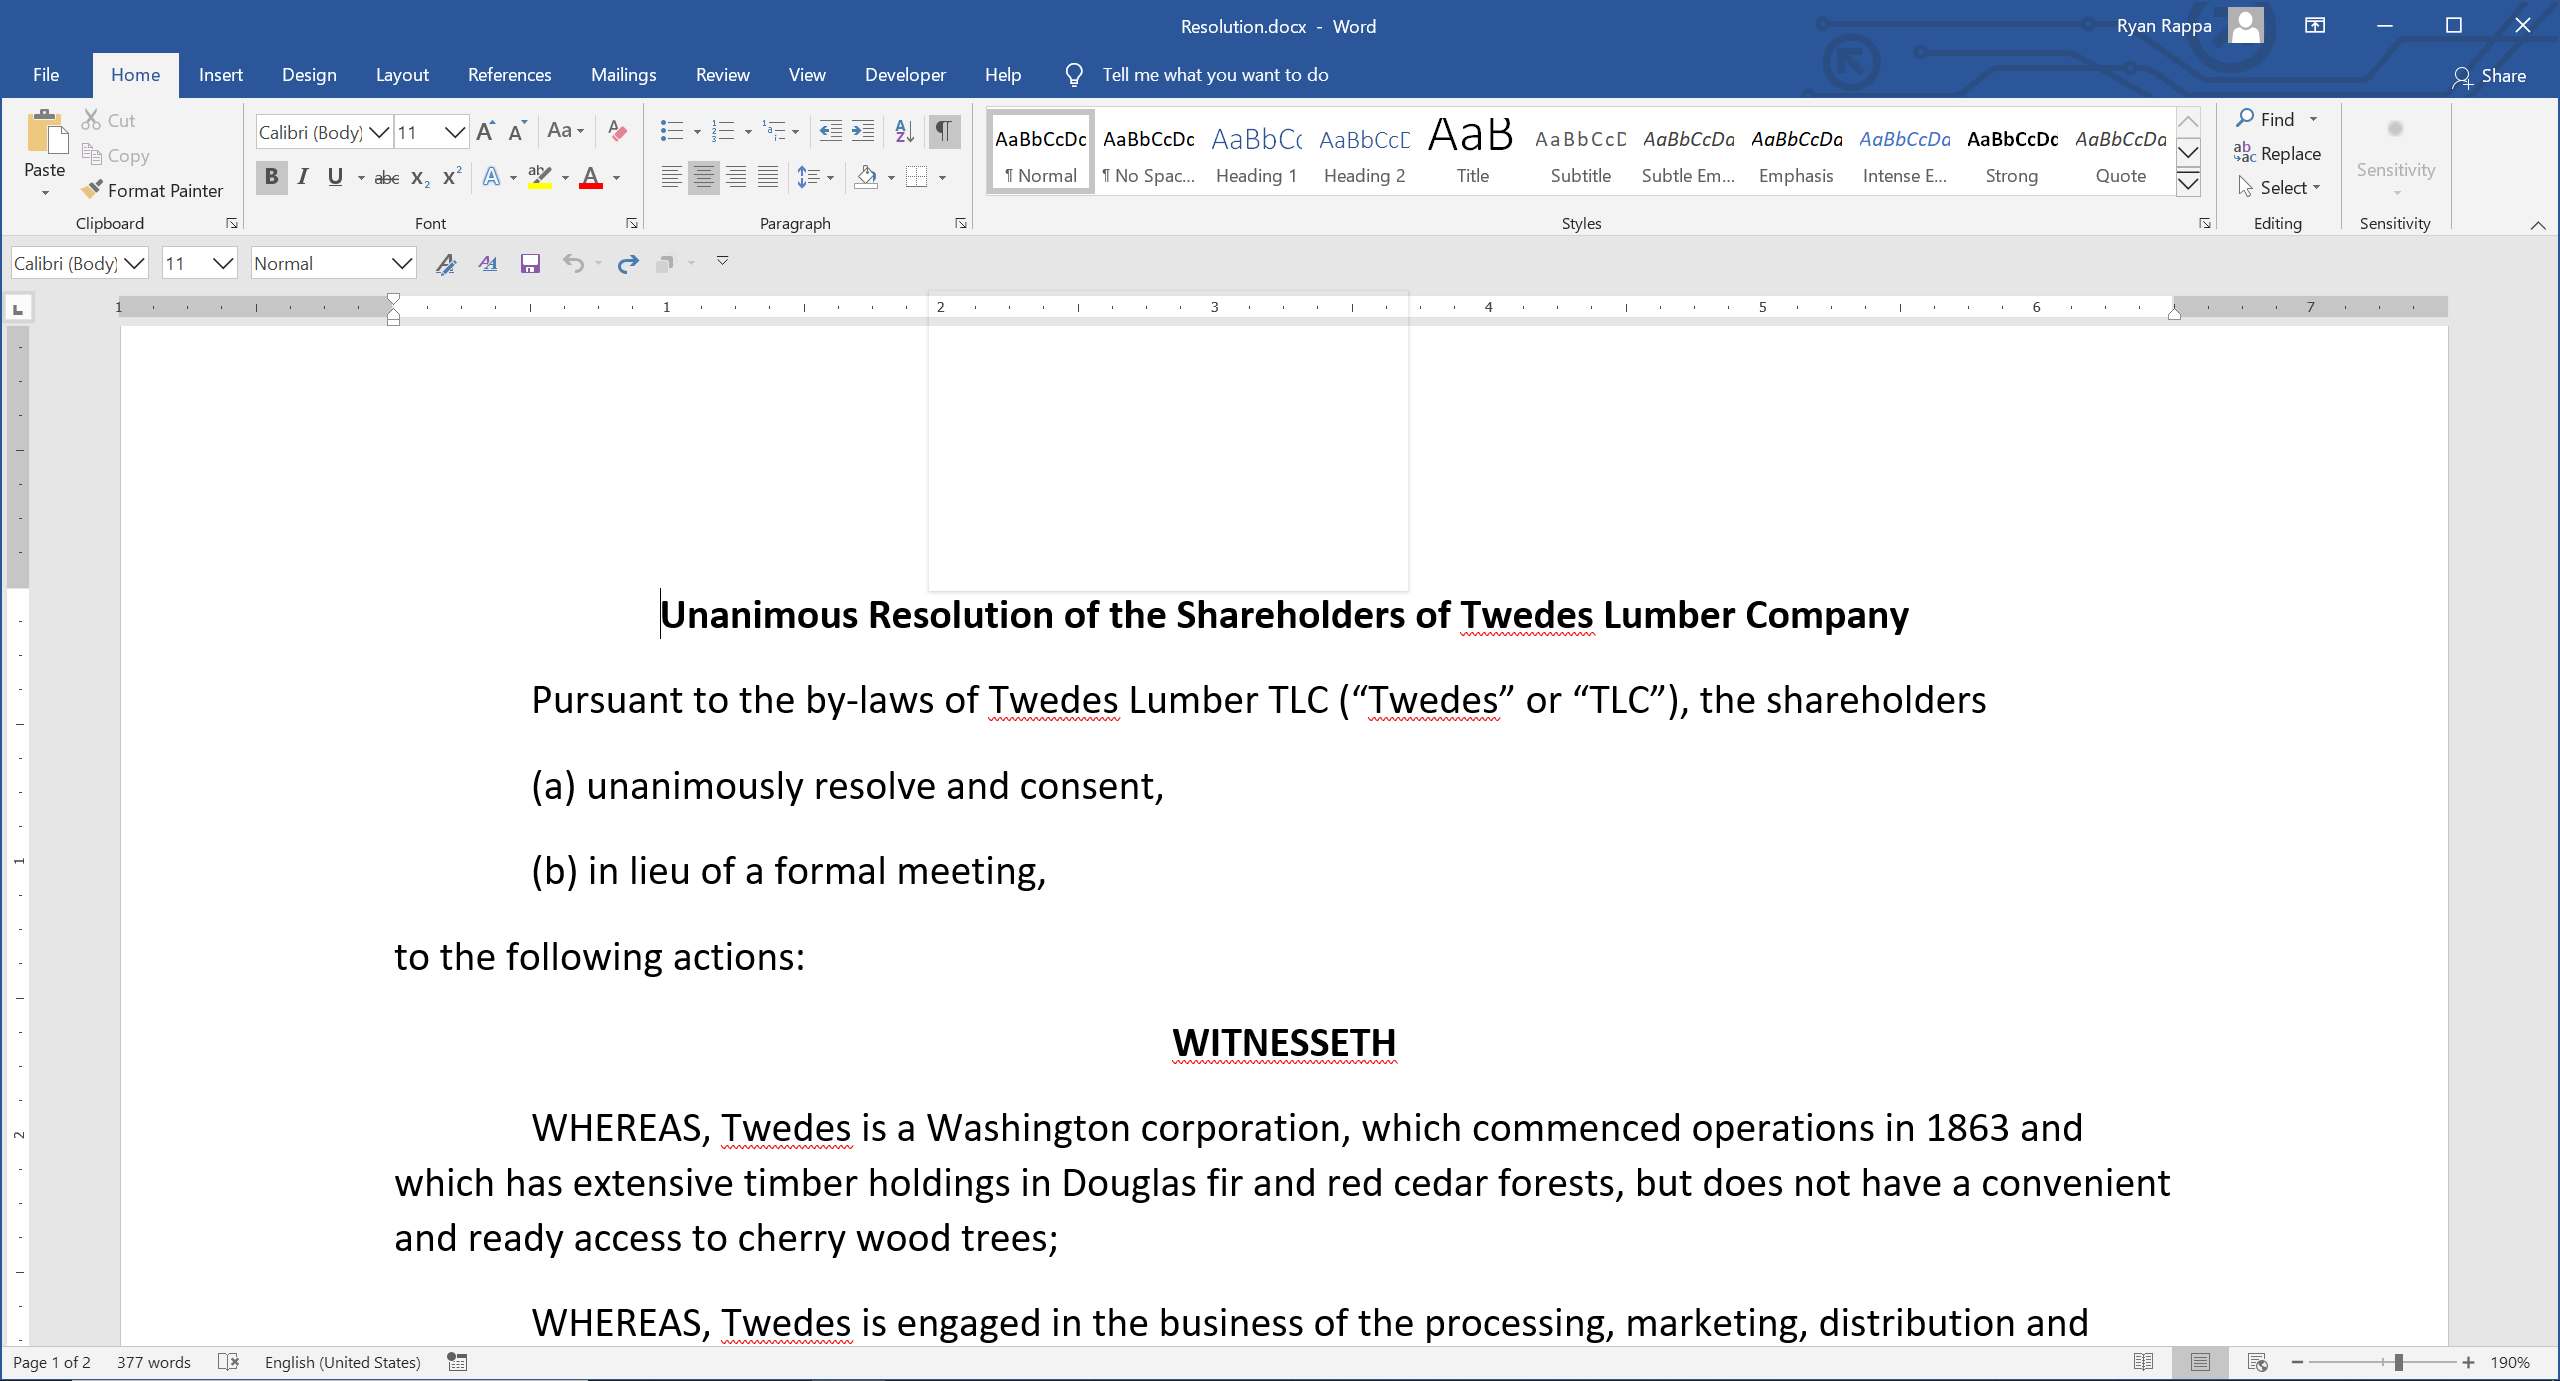 Resolution.docx - Word
Ryan Rappa
File Home Insert Design Layout References Mailings Review View Developer Help Tell me what you want to do Share
Paste
Cut
Copy
Format Painter
Clipboard
Calibri (Body) 11 Aa
B I U abc X₂ X² A ab A
Font
Paragraph
AaBbCcDc AaBbCcDc AaBbCc AaBbCcD AaB AaBbCcD AaBbCcDa AaBbCcDa AaBbCcDa AaBbCcDc AaBbCcDa
¶ Normal ¶ No Spac... Heading 1 Heading 2 Title Subtitle Subtle Em... Emphasis Intense E... Strong Quote
Styles
Find
Replace
Select
Editing
Sensitivity
Sensitivity
Calibri (Body) 11 Normal
1 1 2 3 4 5 6 7
Unanimous Resolution of the Shareholders of Twedes Lumber Company
Pursuant to the by-laws of Twedes Lumber TLC (“Twedes” or “TLC”), the shareholders
(a) unanimously resolve and consent,
(b) in lieu of a formal meeting,
to the following actions:
WITNESSETH
WHEREAS, Twedes is a Washington corporation, which commenced operations in 1863 and
which has extensive timber holdings in Douglas fir and red cedar forests, but does not have a convenient
and ready access to cherry wood trees;
WHEREAS, Twedes is engaged in the business of the processing, marketing, distribution and
1
2
Page 1 of 2 377 words English (United States) 190%